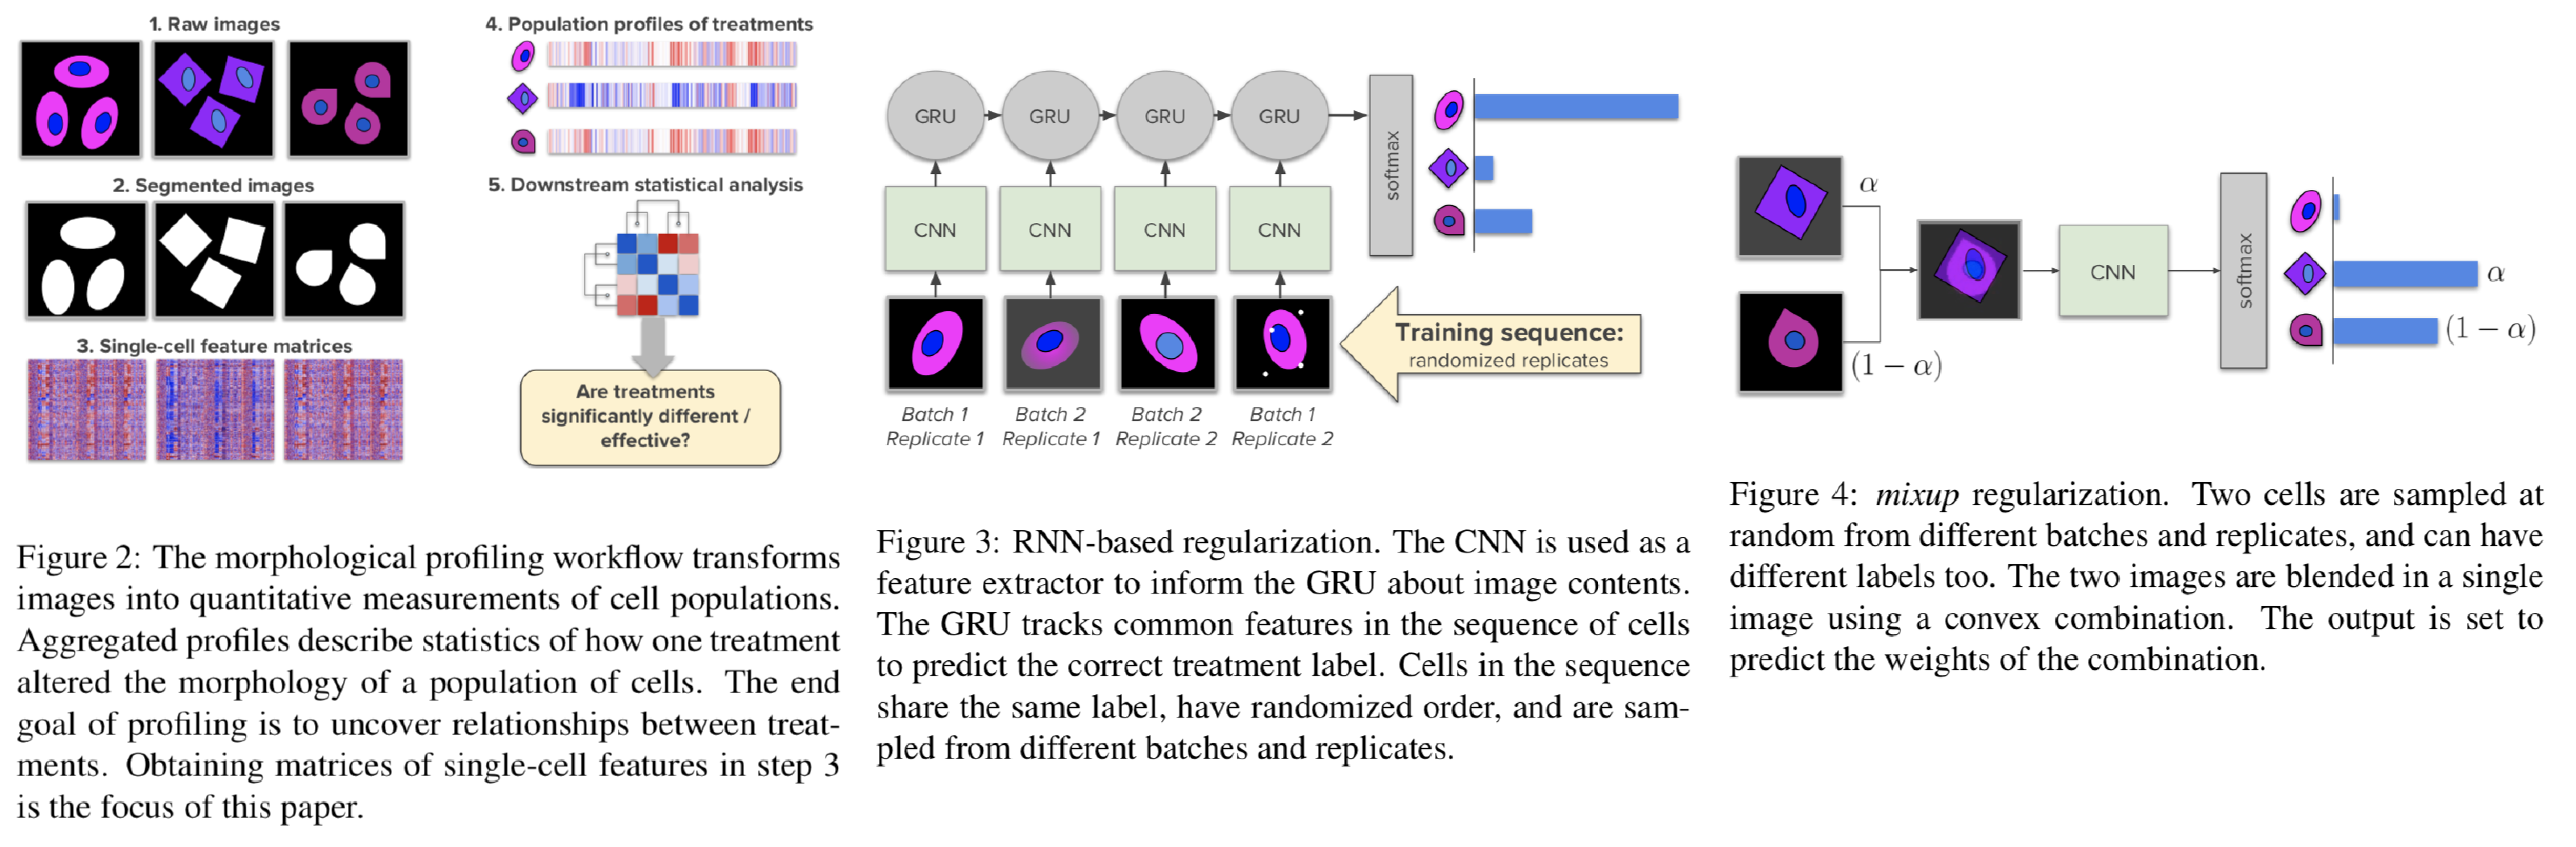 1. Raw images
2. Segmented images
3. Single-cell feature matrices
4. Population profiles of treatments
5. Downstream statistical analysis
Are treatments
significantly different /
effective?
Figure 2: The morphological profiling workflow transforms
images into quantitative measurements of cell populations.
Aggregated profiles describe statistics of how one treatment
altered the morphology of a population of cells. The end
goal of profiling is to uncover relationships between treat-
ments. Obtaining matrices of single-cell features in step 3
is the focus of this paper.
GRU GRU GRU GRU
CNN CNN CNN CNN
softmax
Training sequence:
randomized replicates
Batch 1 Batch 2 Batch 2 Batch 1
Replicate 1 Replicate 1 Replicate 2 Replicate 2
Figure 3: RNN-based regularization. The CNN is used as a
feature extractor to inform the GRU about image contents.
The GRU tracks common features in the sequence of cells
to predict the correct treatment label. Cells in the sequence
share the same label, have randomized order, and are sam-
pled from different batches and replicates.
α
(1 − α)
CNN
softmax
α
(1 − α)
Figure 4: mixup regularization. Two cells are sampled at
random from different batches and replicates, and can have
different labels too. The two images are blended in a single
image using a convex combination. The output is set to
predict the weights of the combination.